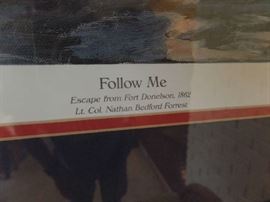 Follow Me
Escape from Fort Donelson, 1862
Lt. Col. Nathan Bedford Forrest